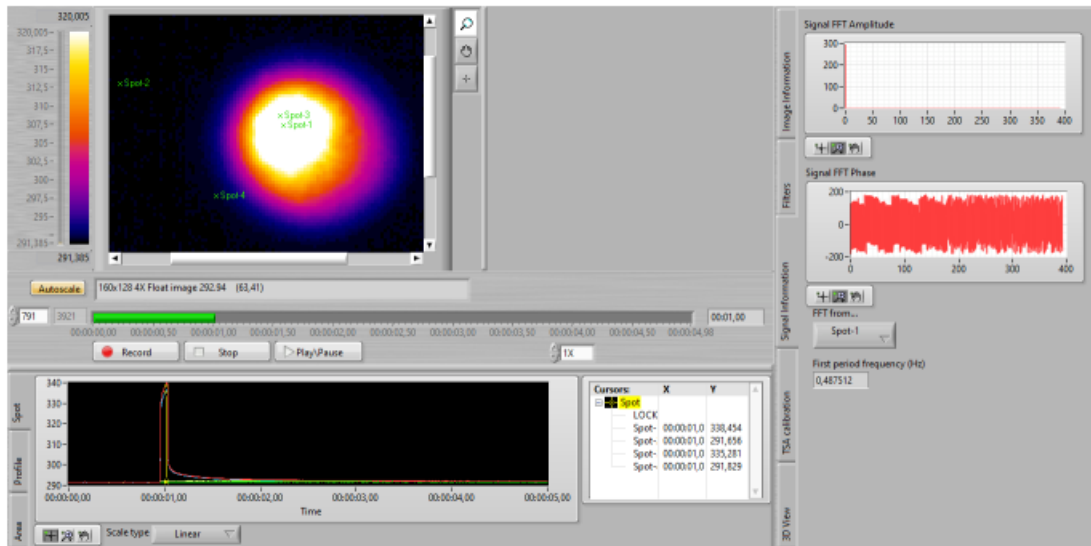 320,005
320,005
317,5
315
312,5
310
307,5
305
302,5
300
297,5
295
291,385
291,385
×Spot-2
×Spot-3
×Spot-1
×Spot-4
Autoscale
160x128 4X Float image 292.94 (63,41)
791 3921 00:01,00
00:00:00,00 00:00:00,50 00:00:01,00 00:00:01,50 00:00:02,00 00:00:02,50 00:00:03,00 00:00:03,50 00:00:04,00 00:00:04,98
Record Stop Play\Pause 1X
Spot
Profile
Area
340
330
320
310
300
290
00:00:00,00 00:00:01,00 00:00:02,00 00:00:03,00 00:00:04,00 00:00:05,00
Time
Scale type Linear
Cursors: X Y
Spot
LOCK
Spot- 00:00:01,0 338,454
Spot- 00:00:01,0 291,656
Spot- 00:00:01,0 335,281
Spot- 00:00:01,0 291,829
Image Information
Filters
Signal Information
TSA calibration
3D View
Signal FFT Amplitude
300
200
100
0
0 50 100 150 200 250 300 350 400
Signal FFT Phase
200
0
-200
0 100 200 300 400
FFT from...
Spot-1
First period frequency (Hz)
0,487512